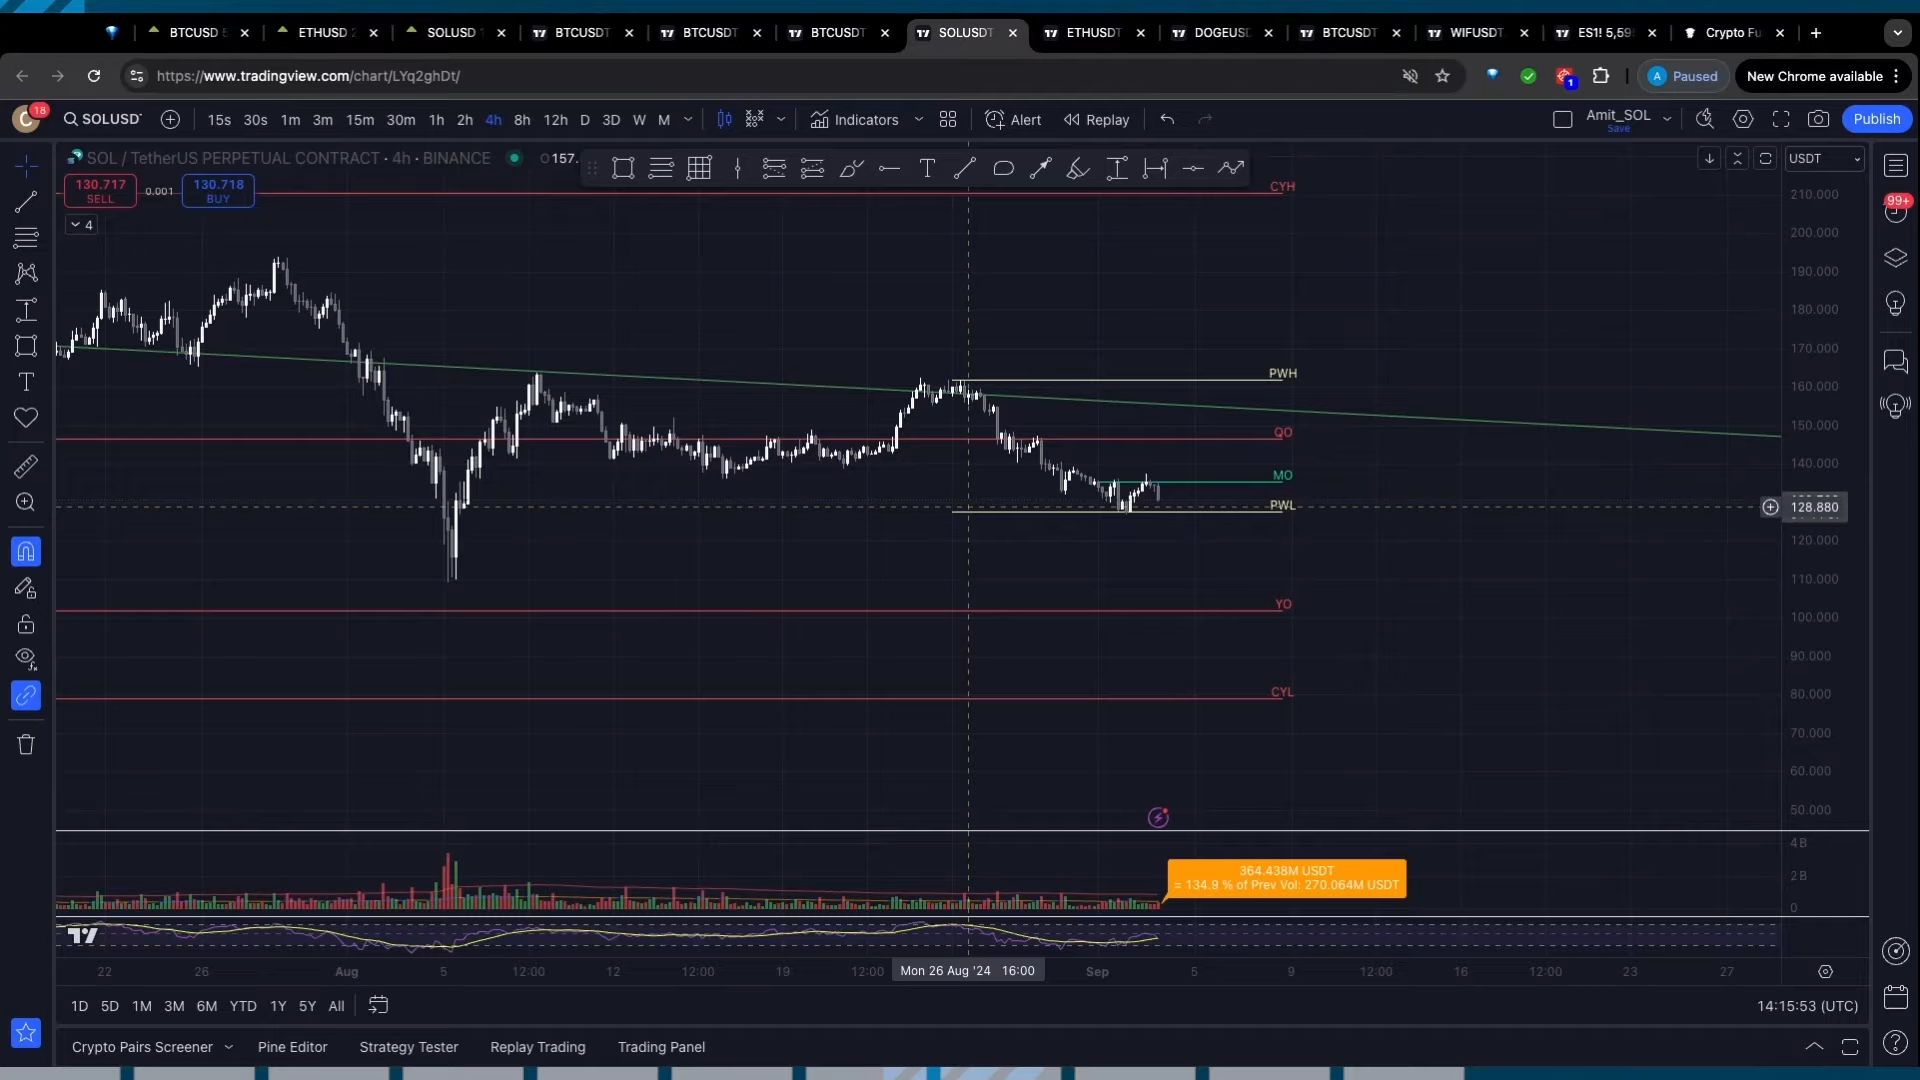 BTCUSD
ETHUSD 2
SOLUSD
BTCUSDT
BTCUSDT
BTCUSDT
SOLUSDT
ETHUSDT
DOGEUSD
BTCUSDT
WIFUSDT
ES1! 5,59
Crypto Fu
https://www.tradingview.com/chart/LYq2ghDt/
1
A
Paused
New Chrome available
C
18
SOLUSDT
15s 30s 1m 3m 15m 30m 1h 2h 4h 8h 12h D 3D W M
Indicators
Alert
Replay
Amit_SOL
Save
Publish
SOL / TetherUS PERPETUAL CONTRACT · 4h · BINANCE
O157.
USDT
130.717
SELL
0.001
130.718
BUY
4
99+
CYH
PWH
QO
MO
PWL
YO
CYL
210.000
200.000
190.000
180.000
170.000
160.000
150.000
140.000
128.880
120.000
110.000
100.000
90.000
80.000
70.000
60.000
50.000
4B
2B
0
364.438M USDT
= 134.9 % of Prev Vol: 270.064M USDT
22 26 Aug 5 12:00 12 12:00 19 12:00 Mon 26 Aug '24 16:00 Sep 5 9 12:00 16 12:00 23 27
1D 5D 1M 3M 6M YTD 1Y 5Y All
14:15:53 (UTC)
Crypto Pairs Screener
Pine Editor
Strategy Tester
Replay Trading
Trading Panel